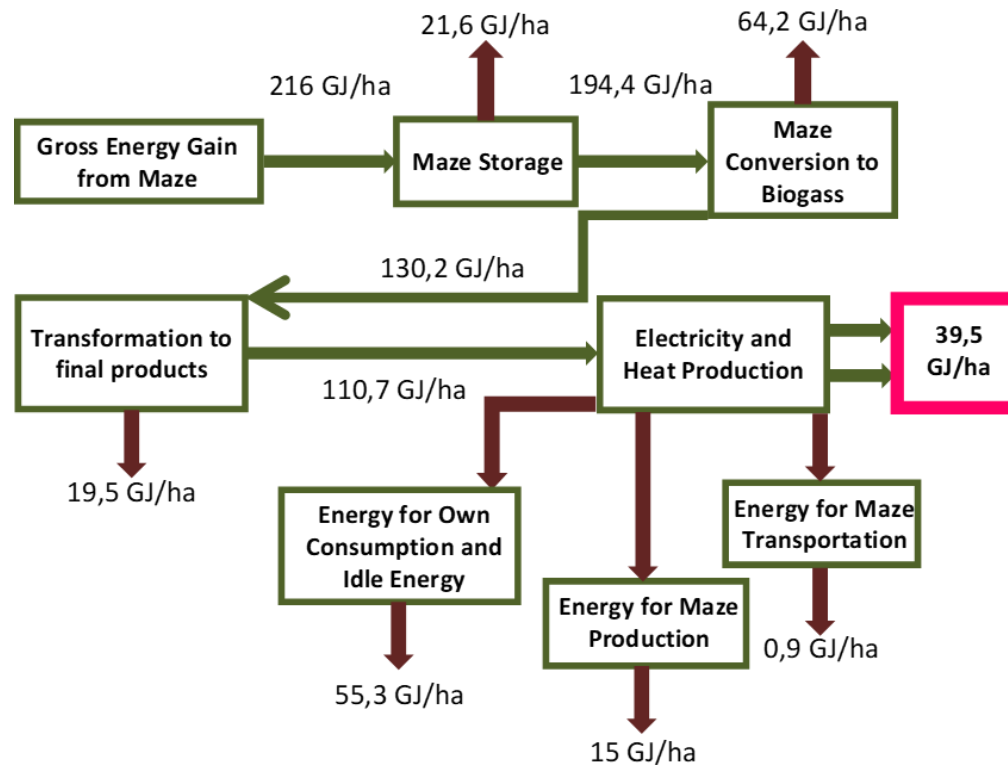 21,6 GJ/ha
64,2 GJ/ha
216 GJ/ha
194,4 GJ/ha
Gross Energy Gain
from Maze
Maze Storage
Maze
Conversion to
Biogass
130,2 GJ/ha
Transformation to
final products
110,7 GJ/ha
Electricity and
Heat Production
39,5
GJ/ha
19,5 GJ/ha
Energy for Own
Consumption and
Idle Energy
Energy for Maze
Transportation
Energy for Maze
Production
0,9 GJ/ha
55,3 GJ/ha
15 GJ/ha